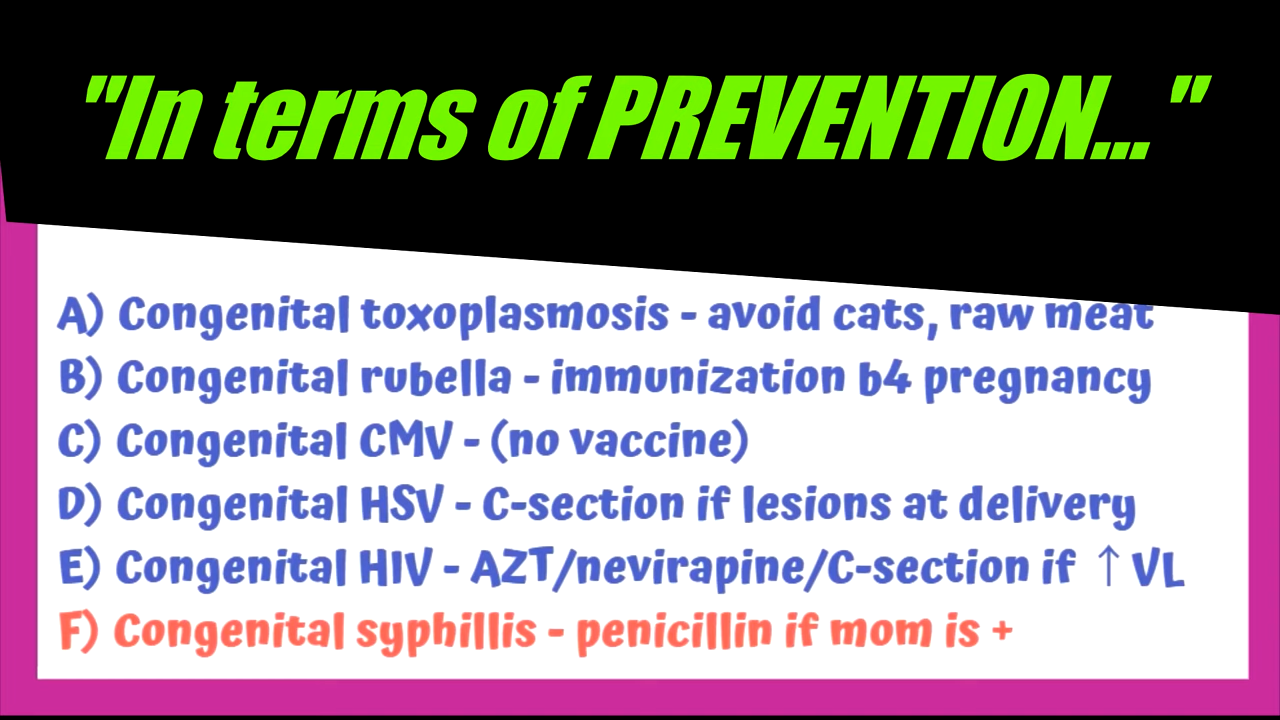 "In terms of PREVENTION..."
A) Congenital toxoplasmosis - avoid cats, raw meat
B) Congenital rubella - immunization b4 pregnancy
C) Congenital CMV - (no vaccine)
D) Congenital HSV - C-section if lesions at delivery
E) Congenital HIV - AZT/nevirapine/C-section if ↑ VL
F) Congenital syphillis - penicillin if mom is +